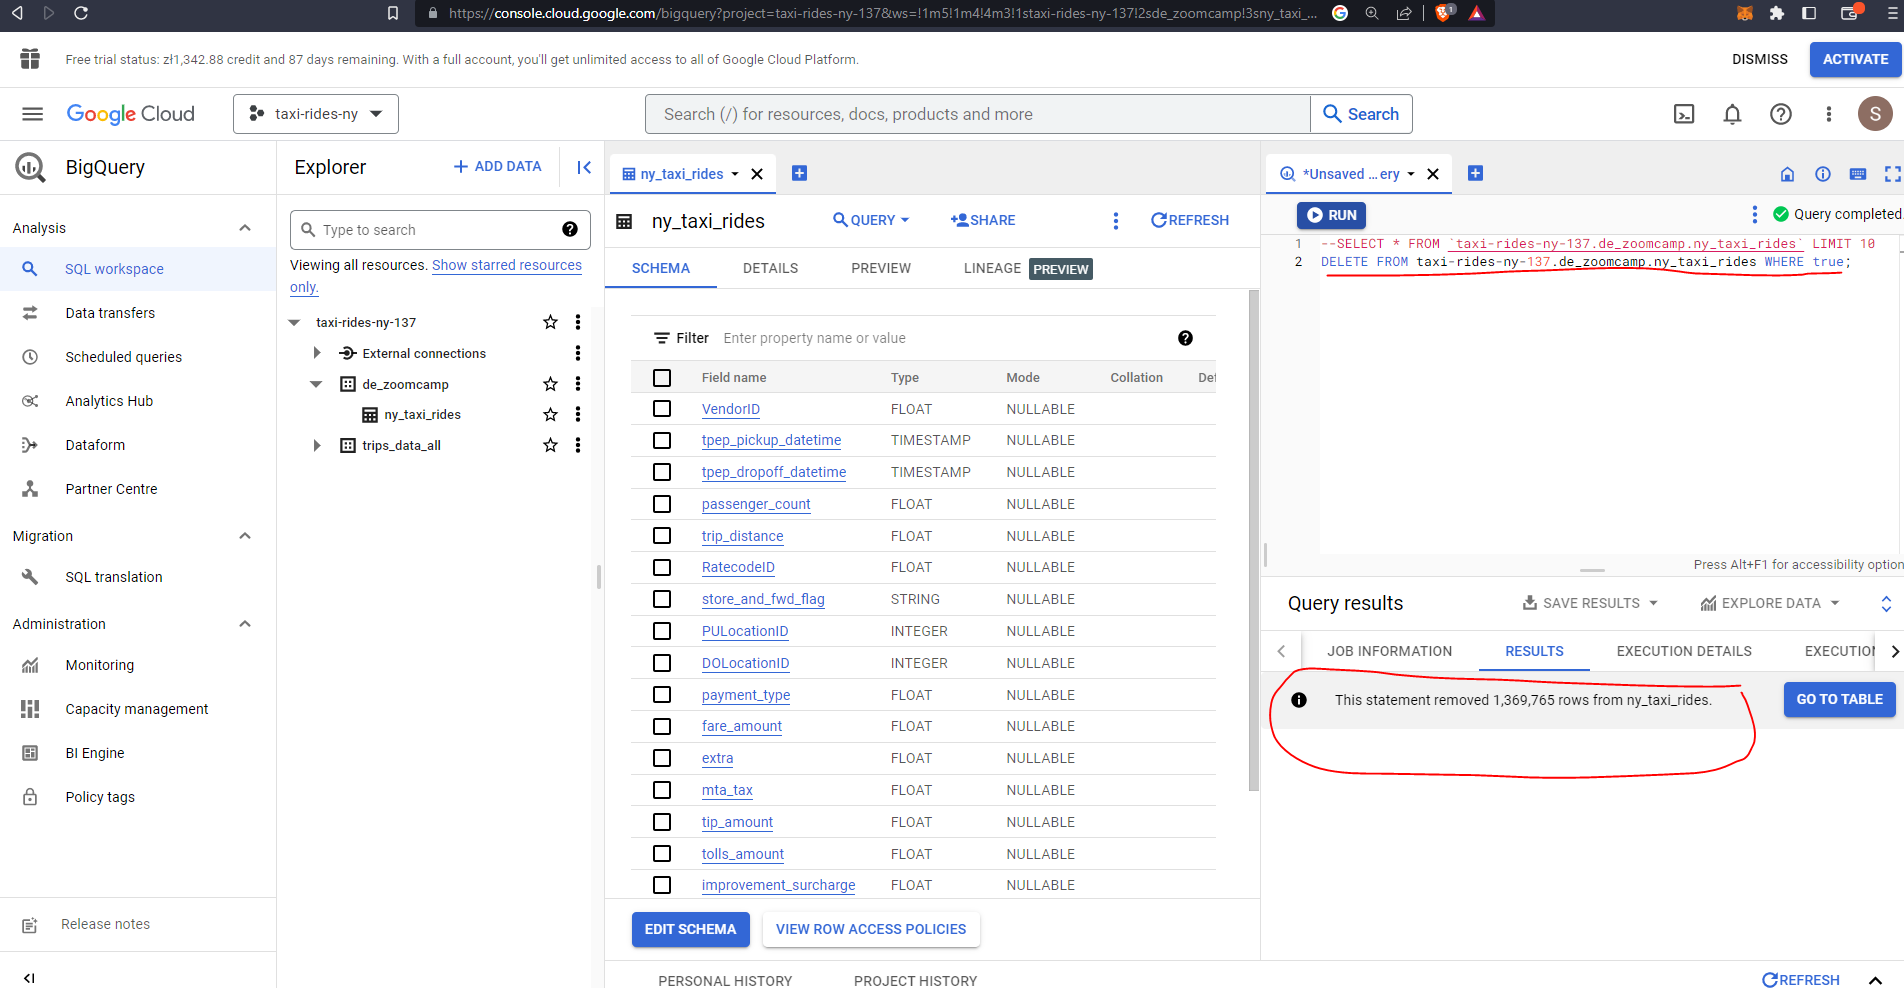 https://console.cloud.google.com/bigquery?project=taxi-rides-ny-137&ws=!1m5!1m4!4m3!1staxi-rides-ny-137!2sde_zoomcamp!3sny_taxi_...
1
Free trial status: zł1,342.88 credit and 87 days remaining. With a full account, you'll get unlimited access to all of Google Cloud Platform.
DISMISS
ACTIVATE
Google Cloud
taxi-rides-ny
Search (/) for resources, docs, products and more
Search
S
BigQuery
Analysis
SQL workspace
Data transfers
Scheduled queries
Analytics Hub
Dataform
Partner Centre
Migration
SQL translation
Administration
Monitoring
Capacity management
BI Engine
Policy tags
Release notes
Explorer
+ ADD DATA
Type to search
Viewing all resources. Show starred resources
only.
taxi-rides-ny-137
External connections
de_zoomcamp
ny_taxi_rides
trips_data_all
ny_taxi_rides
ny_taxi_rides
QUERY
SHARE
REFRESH
SCHEMA
DETAILS
PREVIEW
LINEAGE PREVIEW
Filter Enter property name or value
Field name Type Mode Collation Def
VendorID FLOAT NULLABLE
tpep_pickup_datetime TIMESTAMP NULLABLE
tpep_dropoff_datetime TIMESTAMP NULLABLE
passenger_count FLOAT NULLABLE
trip_distance FLOAT NULLABLE
RatecodeID FLOAT NULLABLE
store_and_fwd_flag STRING NULLABLE
PULocationID INTEGER NULLABLE
DOLocationID INTEGER NULLABLE
payment_type FLOAT NULLABLE
fare_amount FLOAT NULLABLE
extra FLOAT NULLABLE
mta_tax FLOAT NULLABLE
tip_amount FLOAT NULLABLE
tolls_amount FLOAT NULLABLE
improvement_surcharge FLOAT NULLABLE
EDIT SCHEMA
VIEW ROW ACCESS POLICIES
*Unsaved ...ery
RUN
Query completed
1 --SELECT * FROM `taxi-rides-ny-137.de_zoomcamp.ny_taxi_rides` LIMIT 10
2 DELETE FROM taxi-rides-ny-137.de_zoomcamp.ny_taxi_rides WHERE true;
Press Alt+F1 for accessibility option
Query results
SAVE RESULTS
EXPLORE DATA
JOB INFORMATION
RESULTS
EXECUTION DETAILS
EXECUTION
This statement removed 1,369,765 rows from ny_taxi_rides.
GO TO TABLE
PERSONAL HISTORY
PROJECT HISTORY
REFRESH